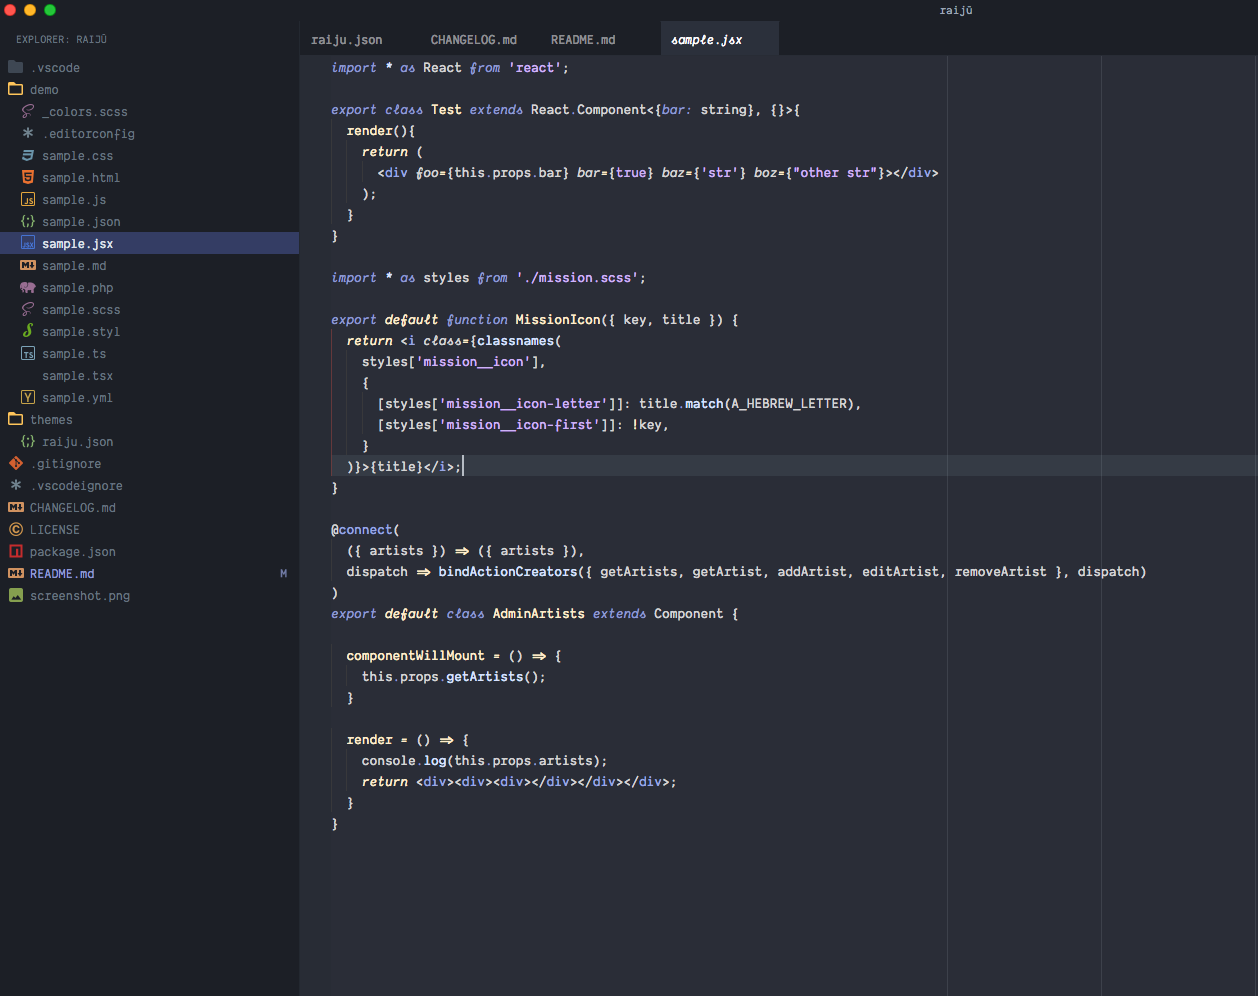 raijū
EXPLORER: RAIJŪ
.vscode
demo
_colors.scss
.editorconfig
sample.css
sample.html
JS sample.js
sample.json
JSX sample.jsx
M sample.md
sample.php
sample.scss
sample.styl
TS sample.ts
sample.tsx
Y sample.yml
themes
raiju.json
.gitignore
.vscodeignore
M CHANGELOG.md
LICENSE
package.json
M README.md M
screenshot.png
raiju.json CHANGELOG.md README.md sample.jsx
import * as React from 'react';
export class Test extends React.Component<{bar: string}, {}>{
render(){
return (
<div foo={this.props.bar} bar={true} baz={'str'} boz={"other str"}></div>
);
}
}
import * as styles from './mission.scss';
export default function MissionIcon({ key, title }) {
return <i class={classnames(
styles['mission__icon'],
{
[styles['mission__icon-letter']]: title.match(A_HEBREW_LETTER),
[styles['mission__icon-first']]: !key,
}
)}>{title}</i>;
}
@connect(
({ artists }) => ({ artists }),
dispatch => bindActionCreators({ getArtists, getArtist, addArtist, editArtist, removeArtist }, dispatch)
)
export default class AdminArtists extends Component {
componentWillMount = () => {
this.props.getArtists();
}
render = () => {
console.log(this.props.artists);
return <div><div><div></div></div></div>;
}
}